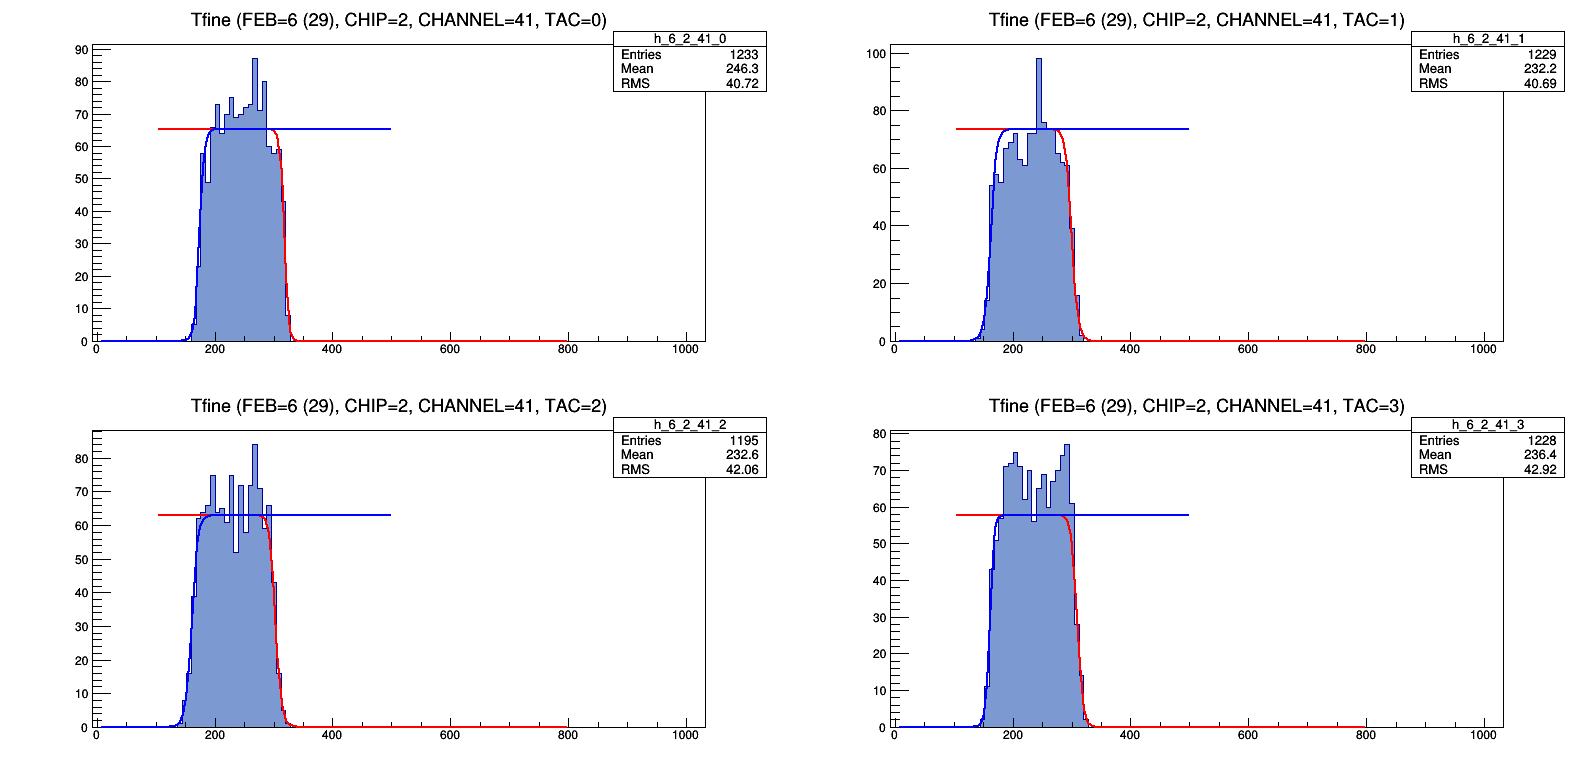 Tfine (FEB=6 (29), CHIP=2, CHANNEL=41, TAC=0)
h_6_2_41_0
Entries 1233
Mean 246.3
RMS 40.72
90
80
70
60
50
40
30
20
10
0
0 200 400 600 800 1000
Tfine (FEB=6 (29), CHIP=2, CHANNEL=41, TAC=1)
h_6_2_41_1
Entries 1229
Mean 232.2
RMS 40.69
100
80
60
40
20
0
0 200 400 600 800 1000
Tfine (FEB=6 (29), CHIP=2, CHANNEL=41, TAC=2)
h_6_2_41_2
Entries 1195
Mean 232.6
RMS 42.06
80
70
60
50
40
30
20
10
0
0 200 400 600 800 1000
Tfine (FEB=6 (29), CHIP=2, CHANNEL=41, TAC=3)
h_6_2_41_3
Entries 1228
Mean 236.4
RMS 42.92
80
70
60
50
40
30
20
10
0
0 200 400 600 800 1000